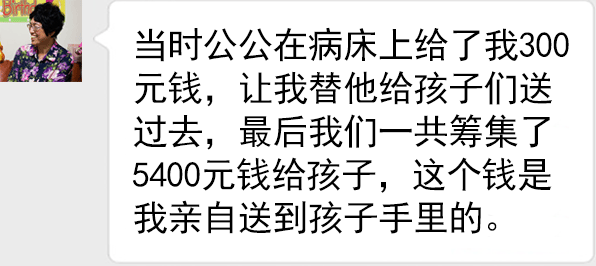 当时公公在病床上给了我300
元钱，让我替他给孩子们送
过去，最后我们一共筹集了
5400元钱给孩子，这个钱是
我亲自送到孩子手里的。